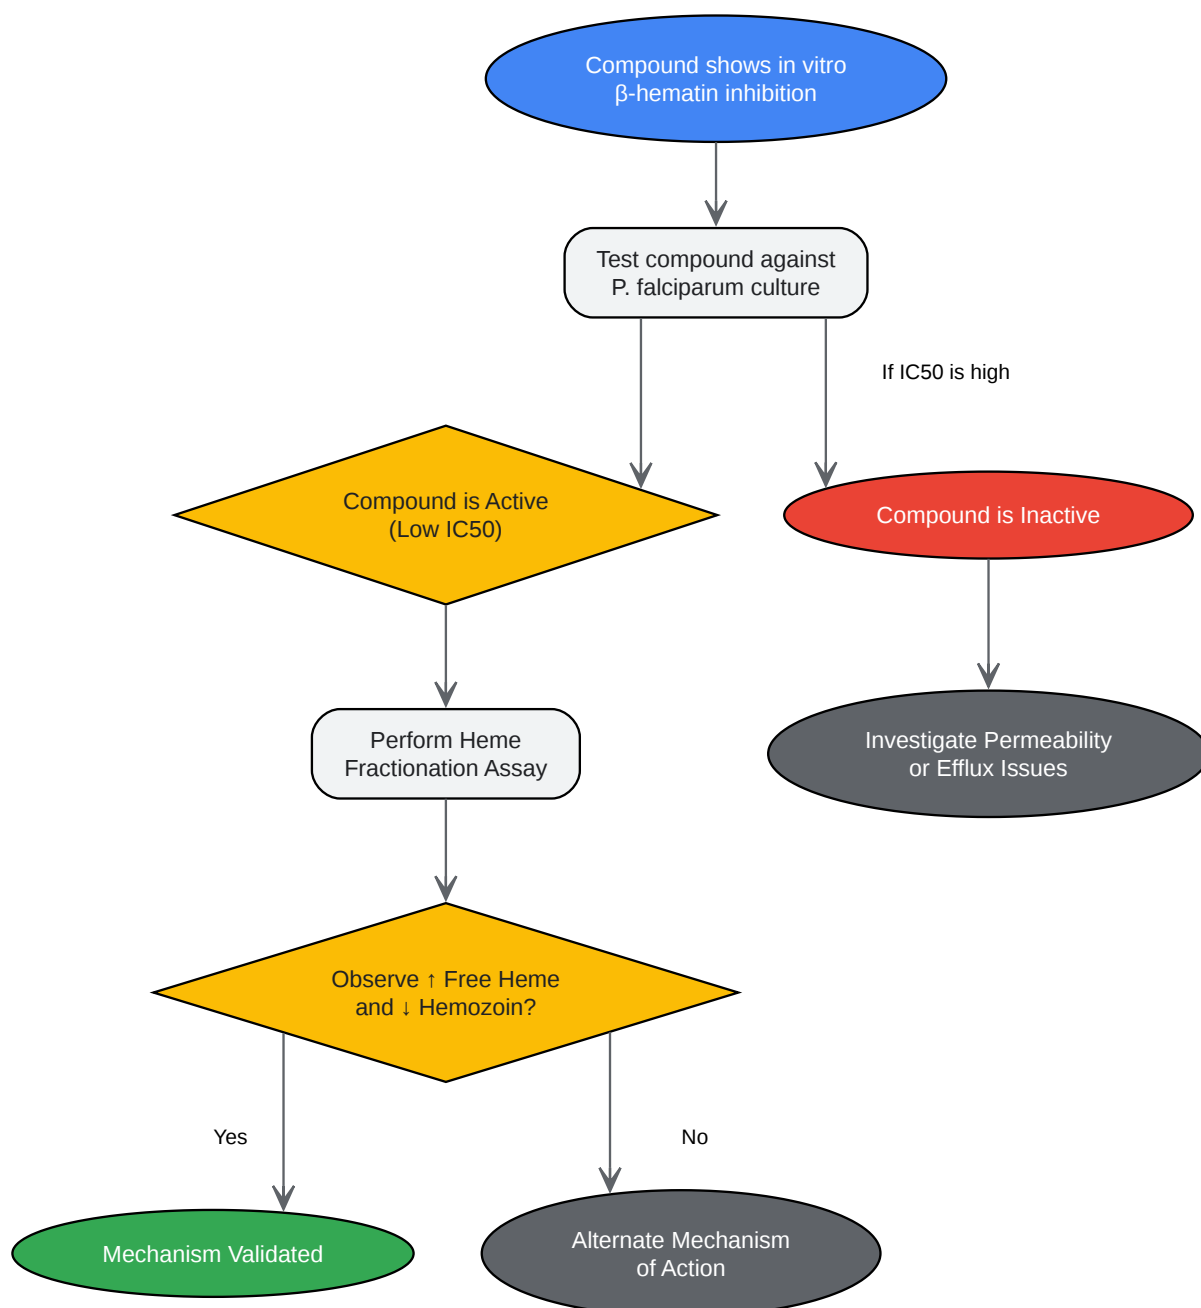 Compound shows in vitro
β-hematin inhibition
Test compound against
P. falciparum culture
If IC50 is high
Compound is Active
(Low IC50)
Compound is Inactive
Perform Heme
Fractionation Assay
Investigate Permeability
or Efflux Issues
Observe ↑ Free Heme
and ↓ Hemozoin?
Yes
No
Mechanism Validated
Alternate Mechanism
of Action